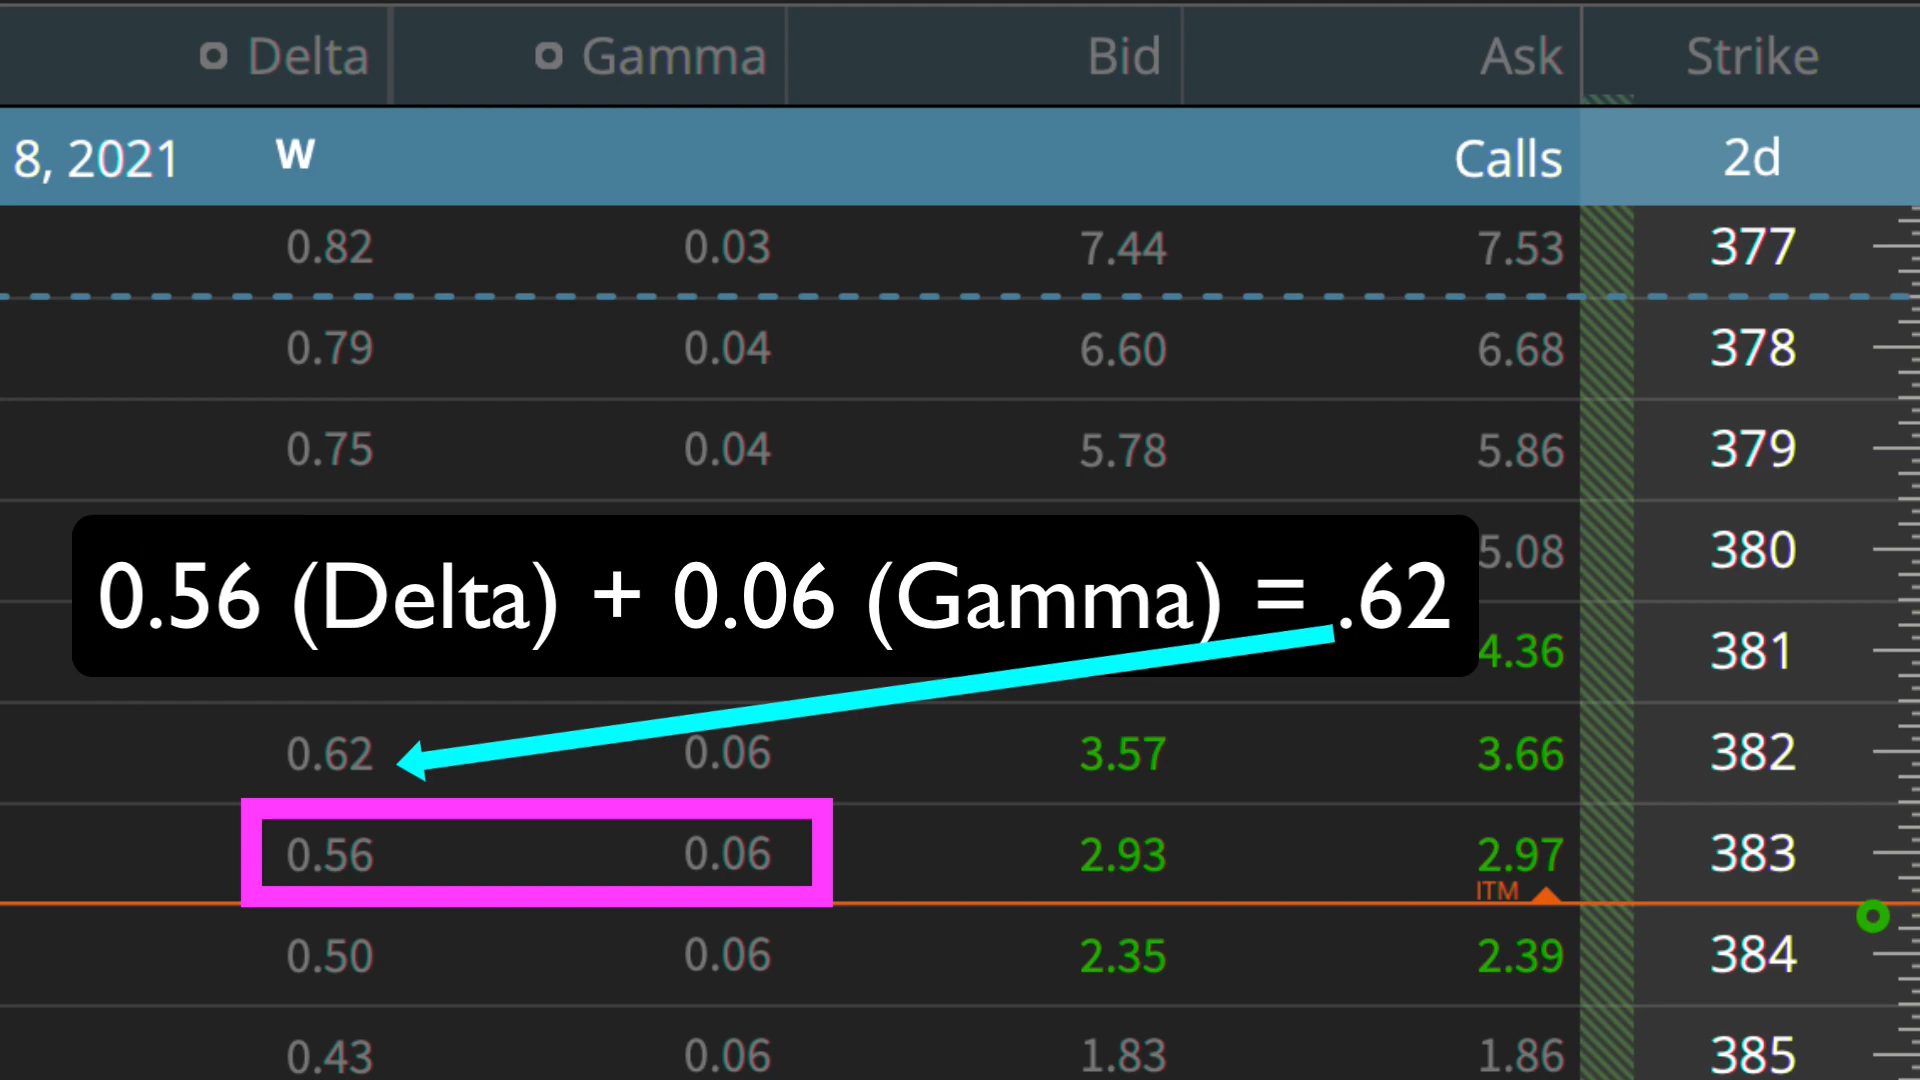 Delta Gamma Bid Ask Strike
8, 2021 W Calls 2d
0.82 0.03 7.44 7.53 377
0.79 0.04 6.60 6.68 378
0.75 0.04 5.78 5.86 379
5.08 380
0.56 (Delta) + 0.06 (Gamma) = .62
4.36 381
0.62 0.06 3.57 3.66 382
0.56 0.06 2.93 2.97 383
ITM
0.50 0.06 2.35 2.39 384
0.43 0.06 1.83 1.86 385